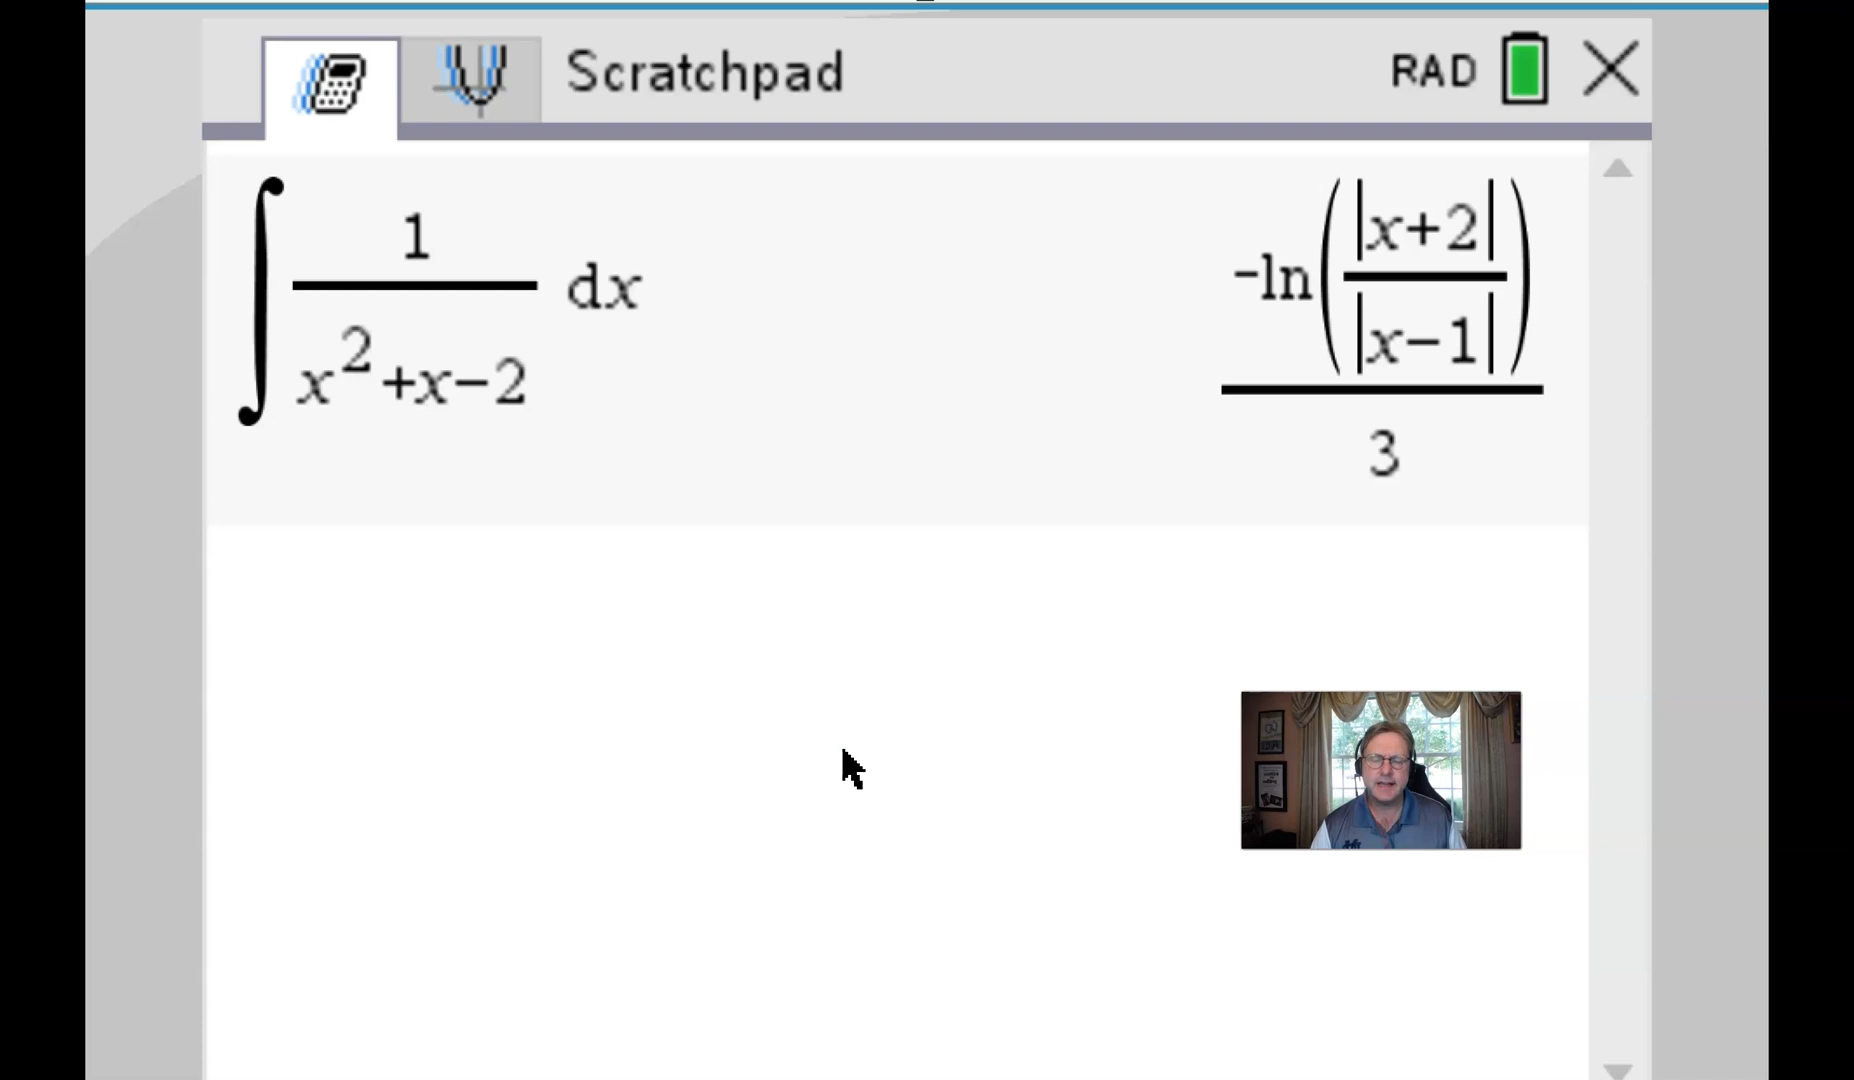 Scratchpad RAD
∫ 1/(x²+x−2) dx
-ln(|x+2|/|x−1|)/3